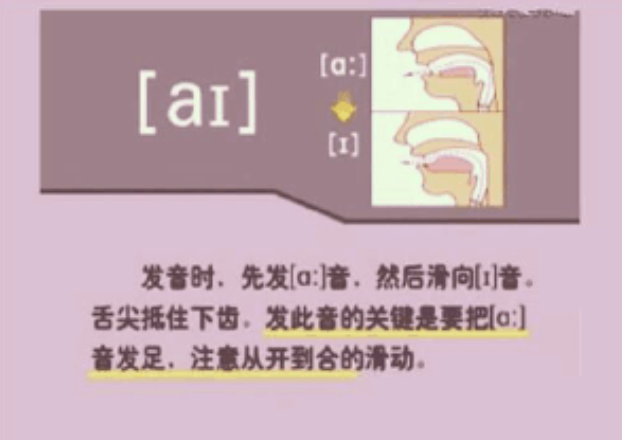 [aɪ]
[ɑː]
[ɪ]
发音时，先发[ɑː]音，然后滑向[ɪ]音。
舌尖抵住下齿。发此音的关键是要把[ɑː]
音发足，注意从开到合的滑动。